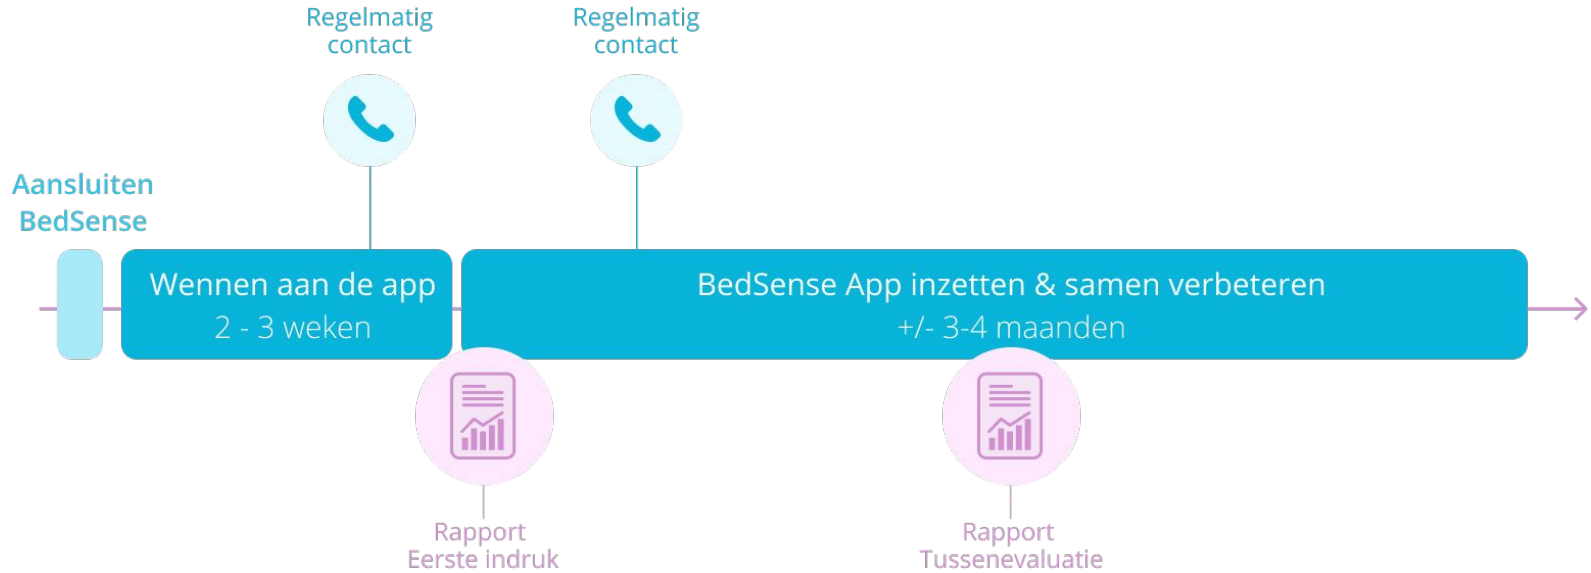 Regelmatig
contact
Regelmatig
contact
Aansluiten
BedSense
Wennen aan de app
2 - 3 weken
BedSense App inzetten & samen verbeteren
+/- 3-4 maanden
Rapport
Eerste indruk
Rapport
Tussenevaluatie